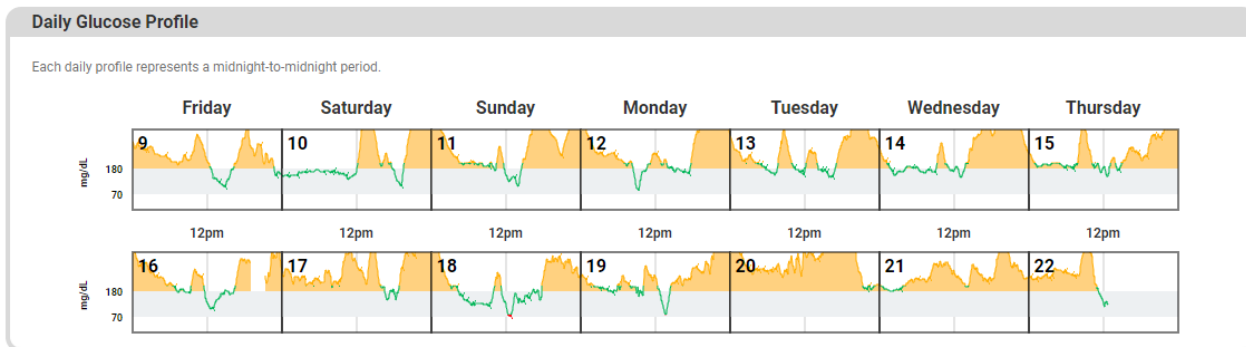 Daily Glucose Profile
Each daily profile represents a midnight-to-midnight period.
Friday Saturday Sunday Monday Tuesday Wednesday Thursday
9 10 11 12 13 14 15
mg/dL
180
70
12pm 12pm 12pm 12pm 12pm 12pm 12pm
16 17 18 19 20 21 22
mg/dL
180
70